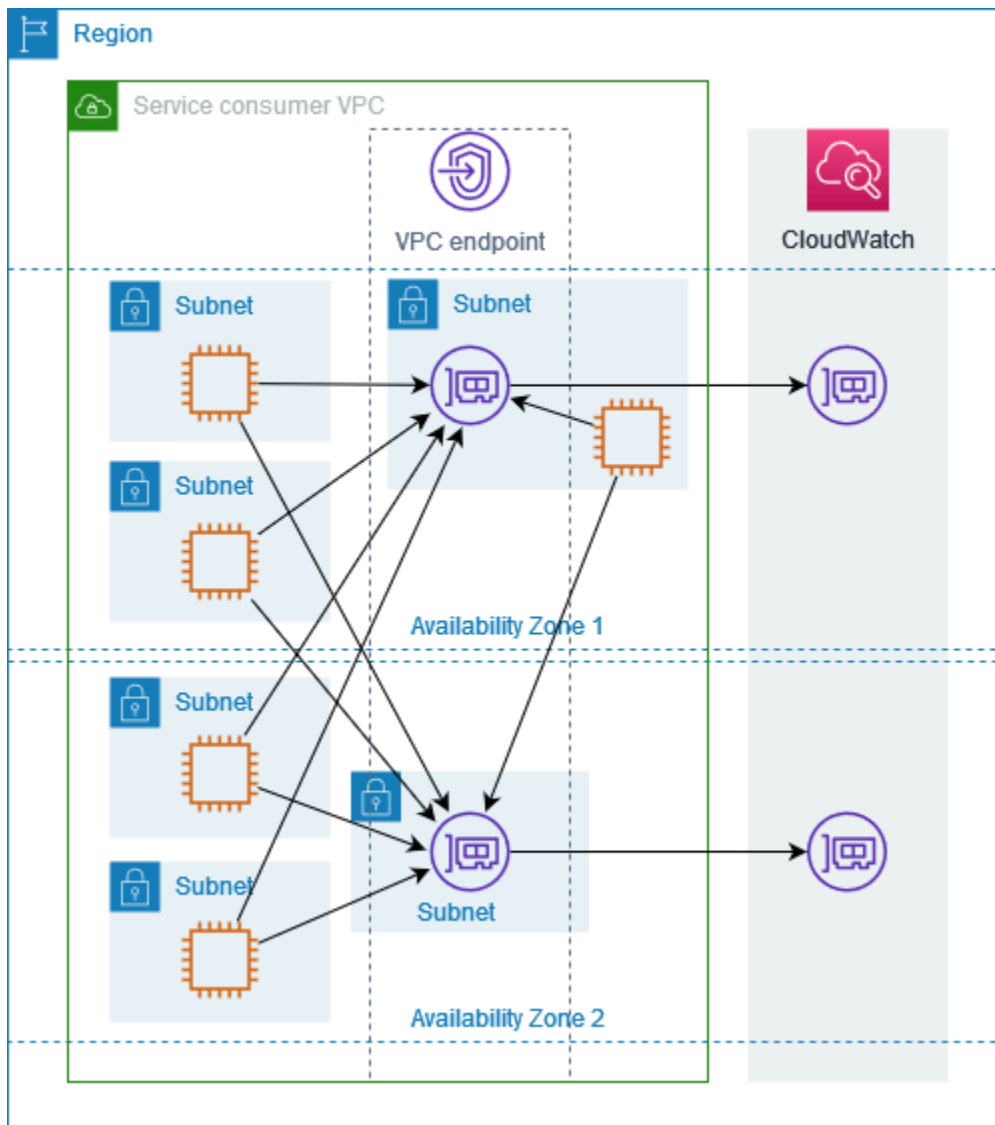 Region
Service consumer VPC
VPC endpoint
CloudWatch
Subnet
Subnet
Subnet
Availability Zone 1
Subnet
Subnet
Subnet
Availability Zone 2